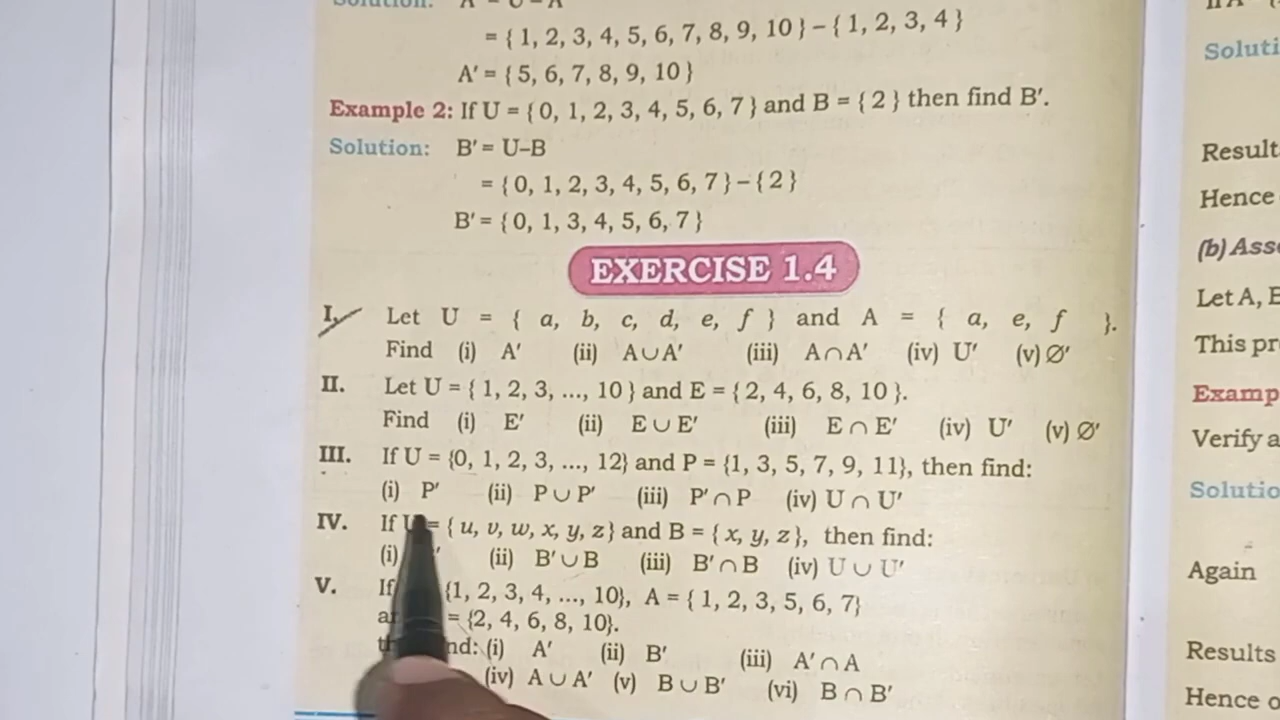 Solution: A′ = U – A
= { 1, 2, 3, 4, 5, 6, 7, 8, 9, 10 } – { 1, 2, 3, 4 }
A′ = { 5, 6, 7, 8, 9, 10 }
Example 2: If U = { 0, 1, 2, 3, 4, 5, 6, 7 } and B = { 2 } then find B′.
Solution: B′ = U–B
= { 0, 1, 2, 3, 4, 5, 6, 7 } – { 2 }
B′ = { 0, 1, 3, 4, 5, 6, 7 }
EXERCISE 1.4
I. Let U = { a, b, c, d, e, f } and A = { a, e, f }.
Find (i) A′ (ii) A∪A′ (iii) A∩A′ (iv) U′ (v) Ø′
II. Let U = { 1, 2, 3, ..., 10 } and E = { 2, 4, 6, 8, 10 }.
Find (i) E′ (ii) E ∪ E′ (iii) E ∩ E′ (iv) U′ (v) Ø′
III. If U = {0, 1, 2, 3, ..., 12} and P = {1, 3, 5, 7, 9, 11}, then find:
(i) P′ (ii) P ∪ P′ (iii) P′ ∩ P (iv) U ∩ U′
IV. If U = { u, v, w, x, y, z } and B = { x, y, z }, then find:
(i) (ii) B′ ∪ B (iii) B′ ∩ B (iv) U ∪ U′
V. If {1, 2, 3, 4, ..., 10}, A = { 1, 2, 3, 5, 6, 7}
= {2, 4, 6, 8, 10}.
(i) A′ (ii) B′ (iii) A′ ∩ A
(iv) A ∪ A′ (v) B ∪ B′ (vi) B ∩ B′
Soluti
Result
Hence
(b) Asso
Let A, B
This pr
Examp
Verify a
Solutio
Again
Results
Hence o